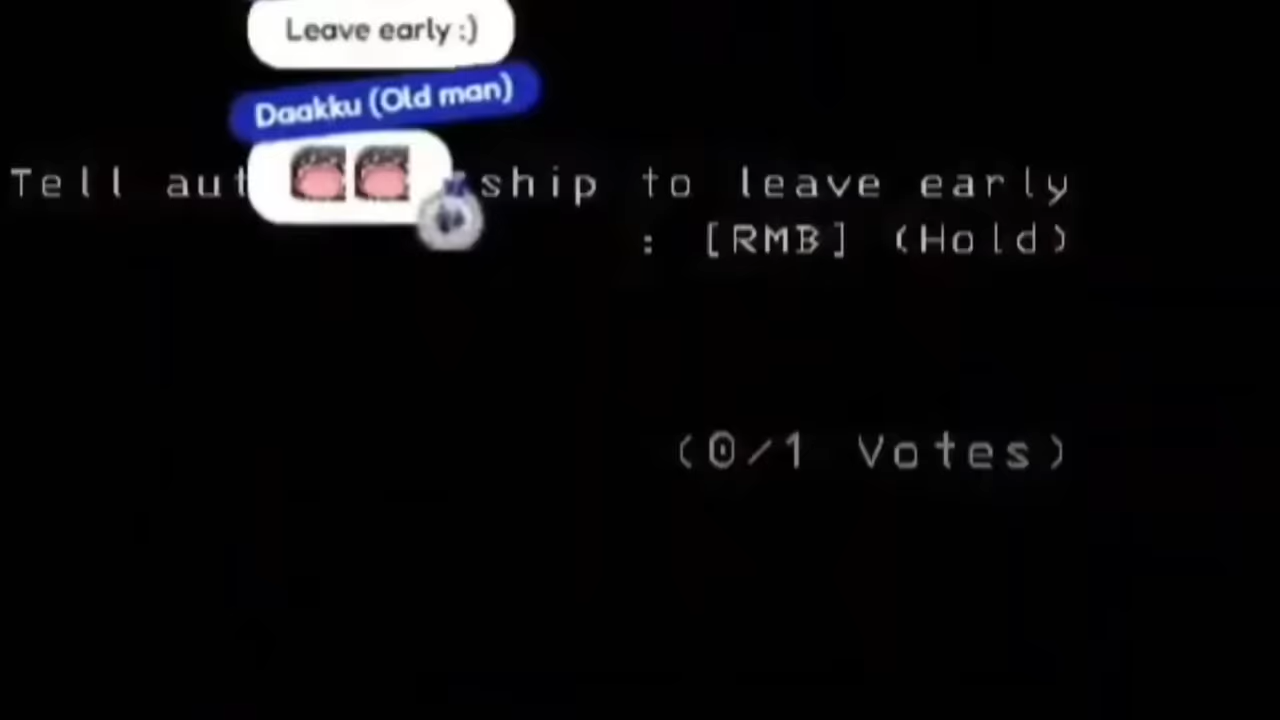 Leave early :)
Daakku (Old man)
Tell aut ship to leave early
: [RMB] (Hold)
(0/1 Votes)